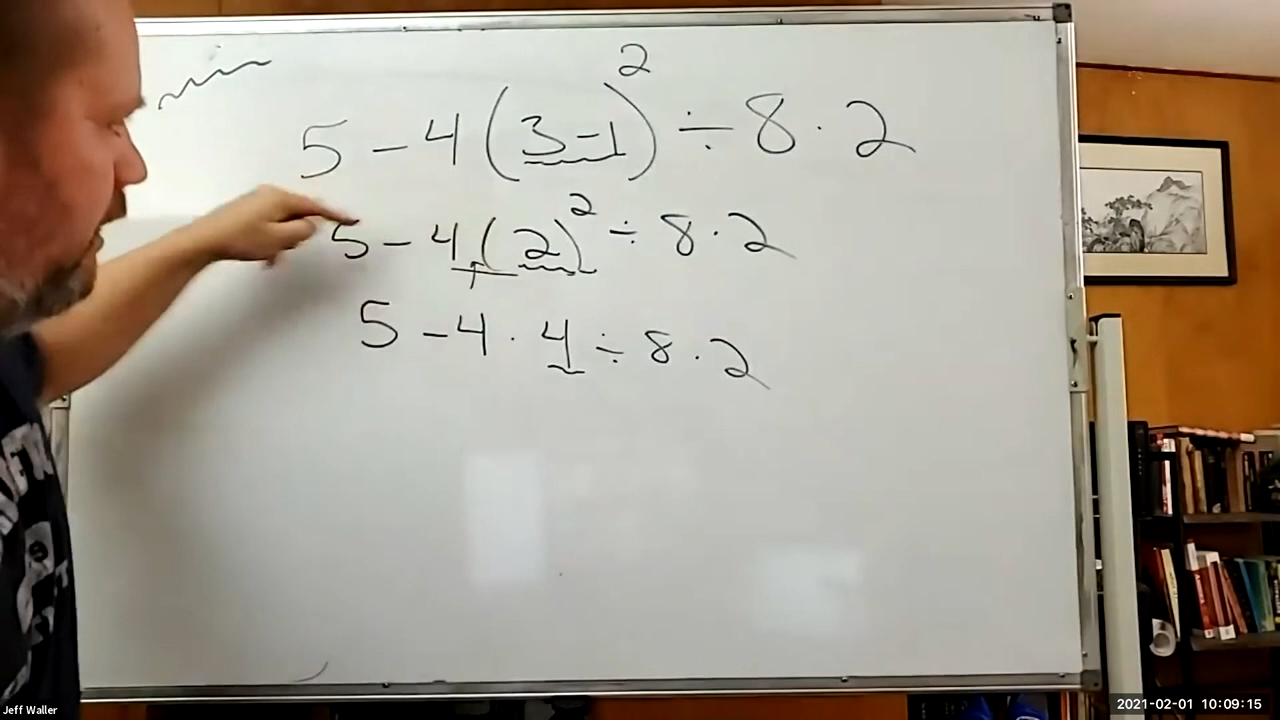 5 - 4 (3 - 1)² ÷ 8 · 2
5 - 4 (2)² ÷ 8 · 2
5 - 4 · 4 ÷ 8 · 2
Jeff Waller
2021-02-01 10:09:15